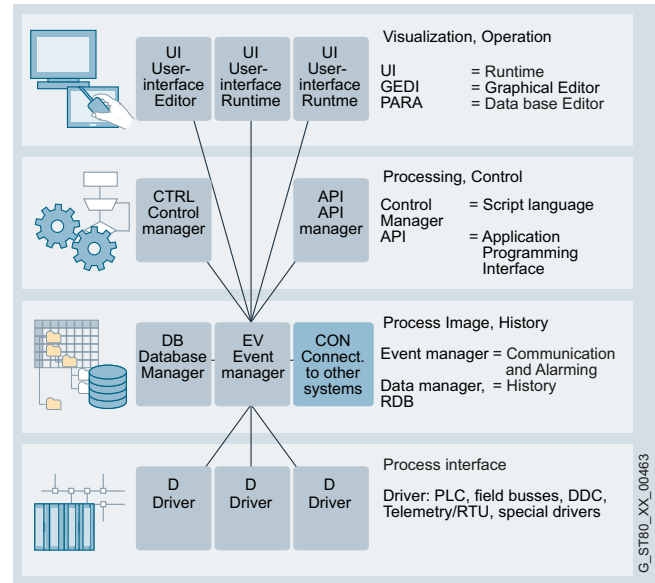 UI
User-
interface
Editor
UI
User-
interface
Runtime
UI
User-
interface
Runtme
Visualization, Operation
UI = Runtime
GEDI = Graphical Editor
PARA = Data base Editor
CTRL
Control
manager
API
API
manager
Processing, Control
Control = Script language
Manager
API = Application
Programming
Interface
DB
Database
Manager
EV
Event
manager
CON
Connect.
to other
systems
Process Image, History
Event manager = Communication
and Alarming
Data manager, = History
RDB
D
Driver
D
Driver
D
Driver
Process interface
Driver: PLC, field busses, DDC,
Telemetry/RTU, special drivers
G_ST80_XX_00463